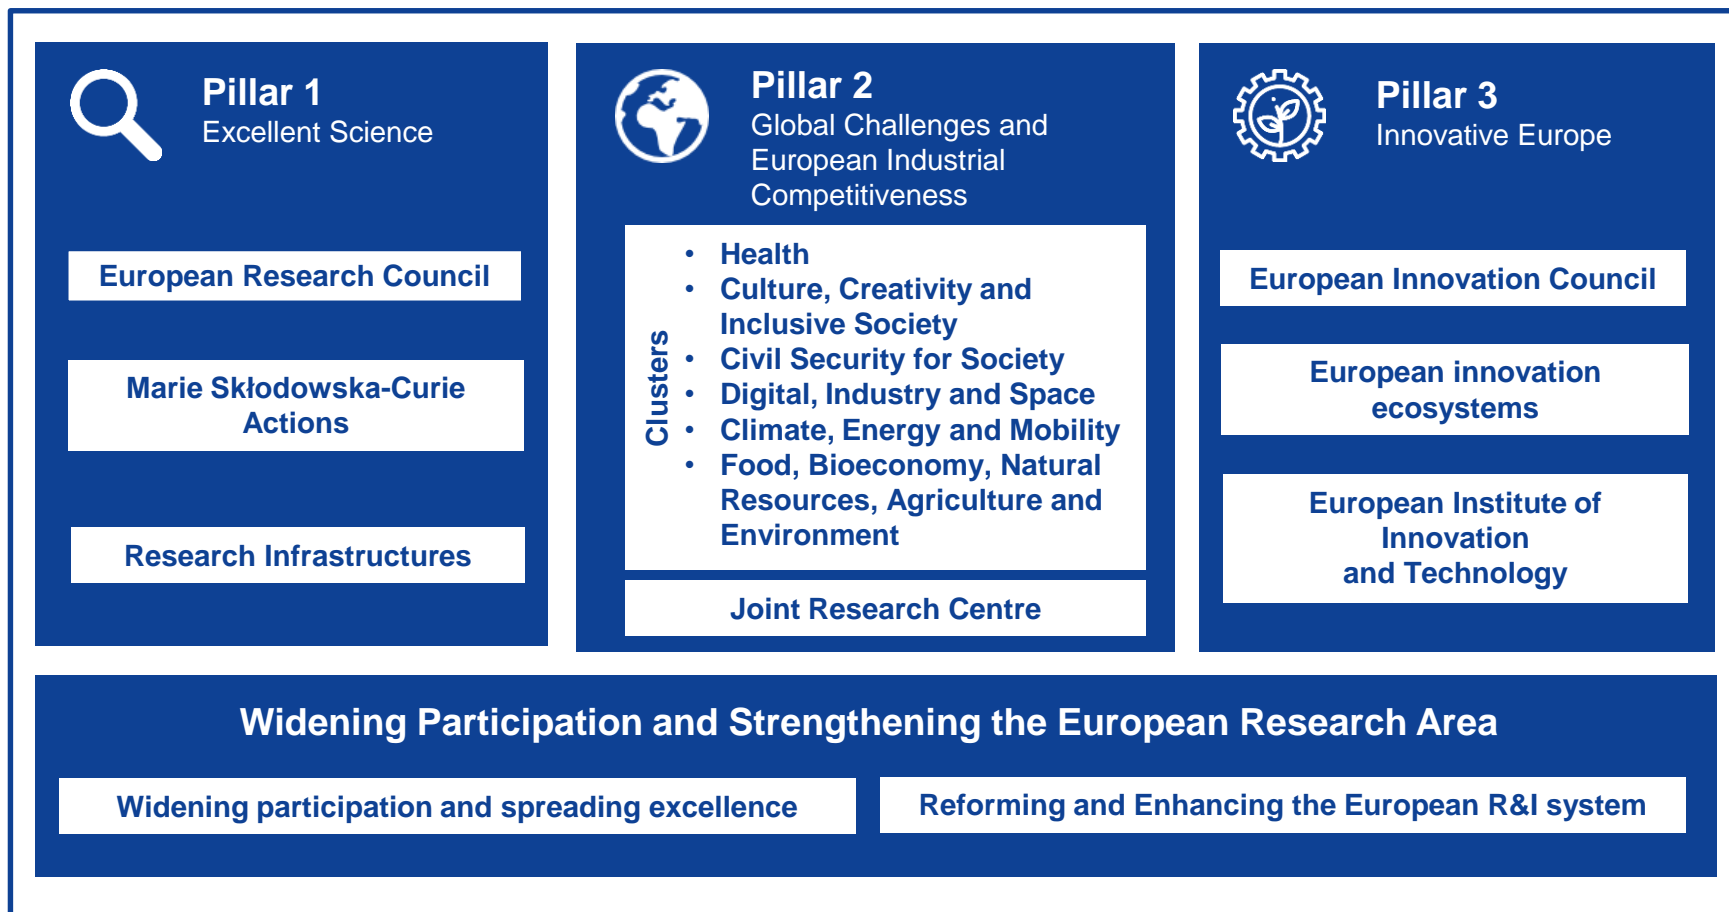 Pillar 1
Excellent Science
European Research Council
Marie Skłodowska-Curie
Actions
Research Infrastructures
Pillar 2
Global Challenges and
European Industrial
Competitiveness
Clusters
• Health
• Culture, Creativity and
Inclusive Society
• Civil Security for Society
• Digital, Industry and Space
• Climate, Energy and Mobility
• Food, Bioeconomy, Natural
Resources, Agriculture and
Environment
Joint Research Centre
Pillar 3
Innovative Europe
European Innovation Council
European innovation
ecosystems
European Institute of
Innovation
and Technology
Widening Participation and Strengthening the European Research Area
Widening participation and spreading excellence
Reforming and Enhancing the European R&I system